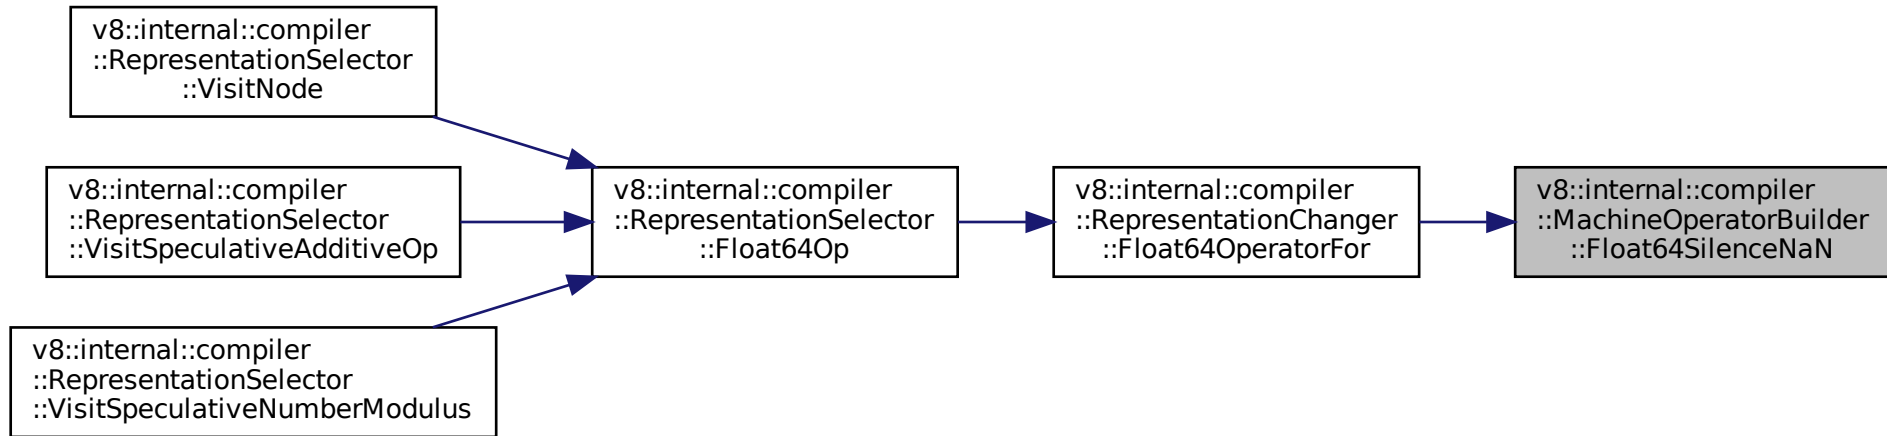 v8::internal::compiler
::RepresentationSelector
::VisitNode
v8::internal::compiler
::RepresentationSelector
::VisitSpeculativeAdditiveOp
v8::internal::compiler
::RepresentationSelector
::VisitSpeculativeNumberModulus
v8::internal::compiler
::RepresentationSelector
::Float64Op
v8::internal::compiler
::RepresentationChanger
::Float64OperatorFor
v8::internal::compiler
::MachineOperatorBuilder
::Float64SilenceNaN